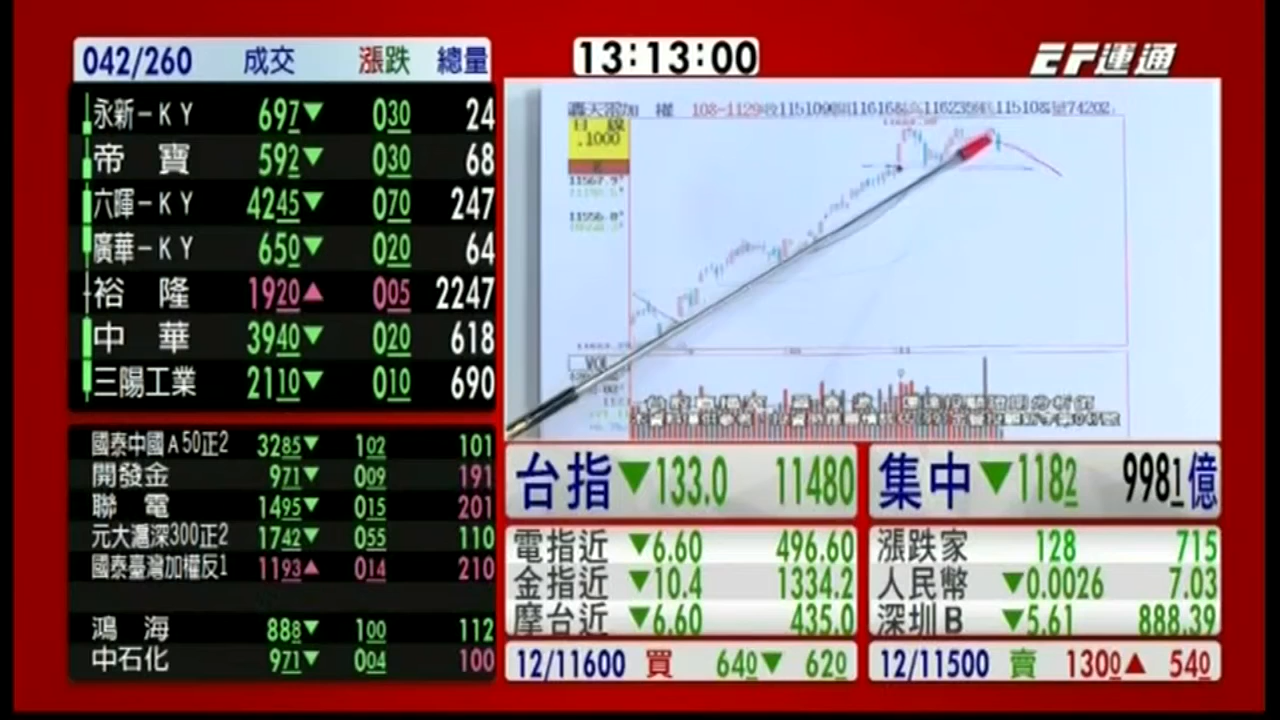 042/260 成交 漲跌 總量
永新－KY 697▼ 030 24
帝寶 592▼ 030 68
六暉－KY 4245▼ 070 247
廣華－KY 650▼ 020 64
裕隆 1920▲ 005 2247
中華 3940▼ 020 618
三陽工業 2110▼ 010 690
國泰中國A50正2 3285▼ 102 101
開發金 971▼ 009 191
聯電 1495▼ 015 201
元大滬深300正2 1742▼ 055 110
國泰臺灣加權反1 1193▲ 014 210
鴻海 888▼ 100 112
中石化 971▼ 004 100
13:13:00
運通
日線
.1000
VOL
台指▼133.0 11480
集中▼1182 9981億
電指近 ▼6.60 496.60
金指近 ▼10.4 1334.2
摩台近 ▼6.60 435.0
漲跌家 128 715
人民幣 ▼0.0026 7.03
深圳B ▼5.61 888.39
12/11600 買 640▼ 620
12/11500 賣 1300▲ 540